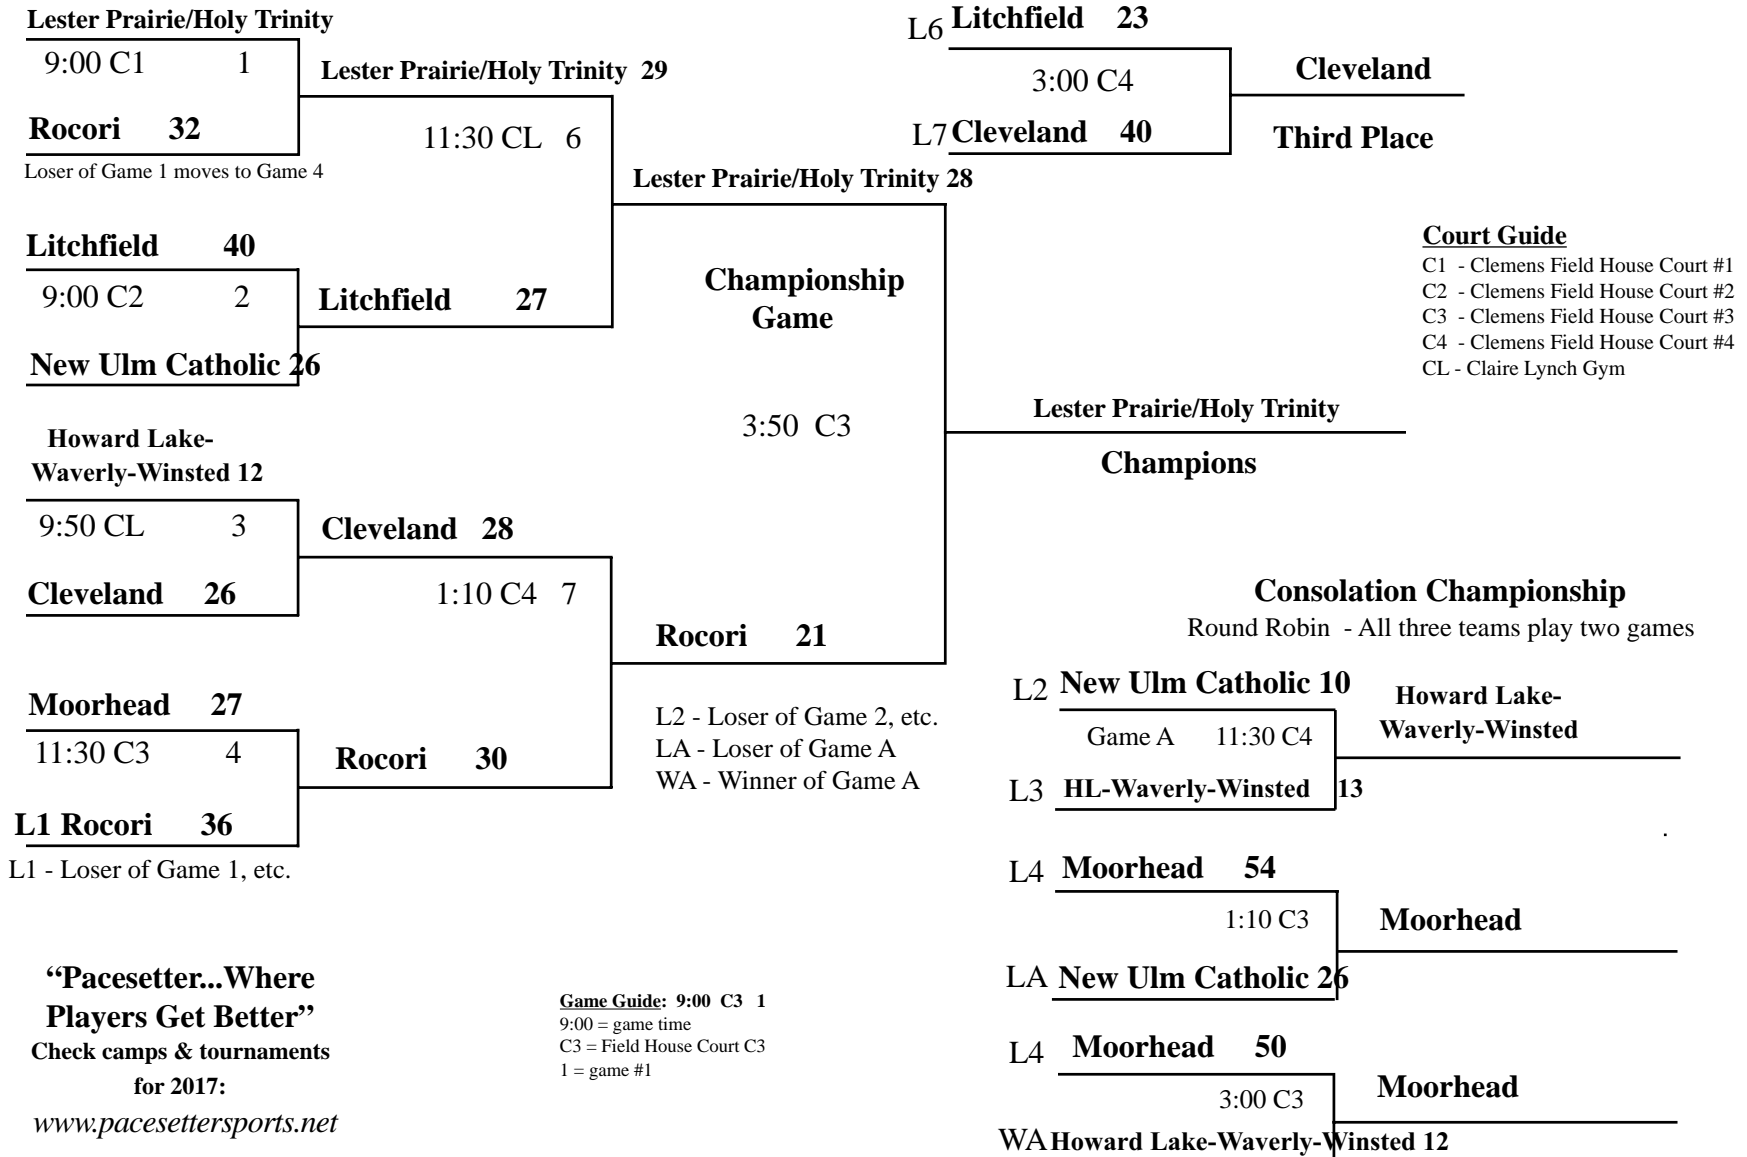 Lester Prairie/Holy Trinity
9:00 C1 1
Rocori 32
Loser of Game 1 moves to Game 4
Lester Prairie/Holy Trinity 29
11:30 CL 6
Litchfield 40
9:00 C2 2
New Ulm Catholic 26
Litchfield 27
Lester Prairie/Holy Trinity 28
Championship
Game
3:50 C3
Howard Lake-
Waverly-Winsted 12
9:50 CL 3
Cleveland 26
Cleveland 28
1:10 C4 7
Moorhead 27
11:30 C3 4
L1 Rocori 36
L1 - Loser of Game 1, etc.
Rocori 30
Rocori 21
L2 - Loser of Game 2, etc.
LA - Loser of Game A
WA - Winner of Game A
Lester Prairie/Holy Trinity
Champions
L6 Litchfield 23
3:00 C4
L7 Cleveland 40
Cleveland
Third Place
Court Guide
C1 - Clemens Field House Court #1
C2 - Clemens Field House Court #2
C3 - Clemens Field House Court #3
C4 - Clemens Field House Court #4
CL - Claire Lynch Gym
Consolation Championship
Round Robin - All three teams play two games
L2 New Ulm Catholic 10
Game A 11:30 C4
L3 HL-Waverly-Winsted 13
Howard Lake-
Waverly-Winsted
.
L4 Moorhead 54
1:10 C3
LA New Ulm Catholic 26
Moorhead
L4 Moorhead 50
3:00 C3
WA Howard Lake-Waverly-Winsted 12
Moorhead
“Pacesetter...Where
Players Get Better”
Check camps & tournaments
for 2017:
www.pacesettersports.net
Game Guide: 9:00 C3 1
9:00 = game time
C3 = Field House Court C3
1 = game #1